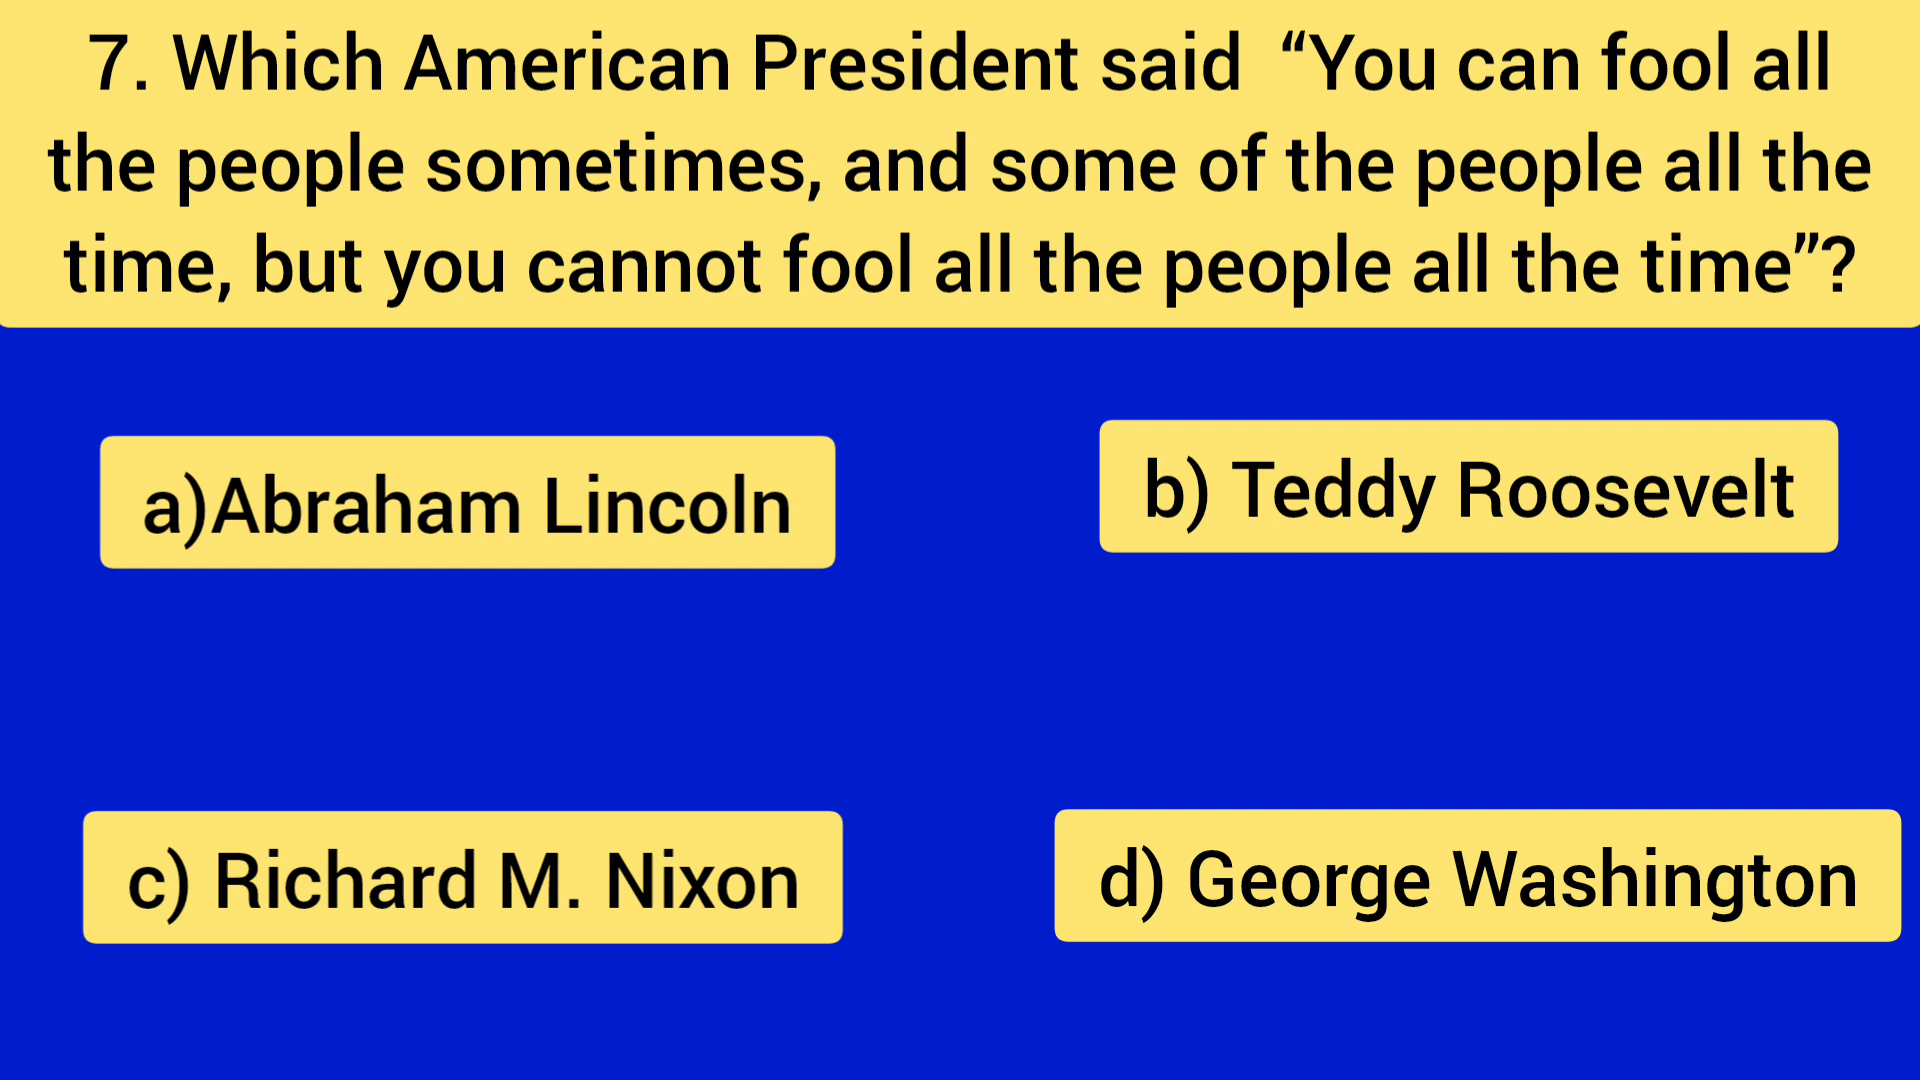 7. Which American President said  “You can fool all
the people sometimes, and some of the people all the
time, but you cannot fool all the people all the time”?
a)Abraham Lincoln
b) Teddy Roosevelt
c) Richard M. Nixon
d) George Washington